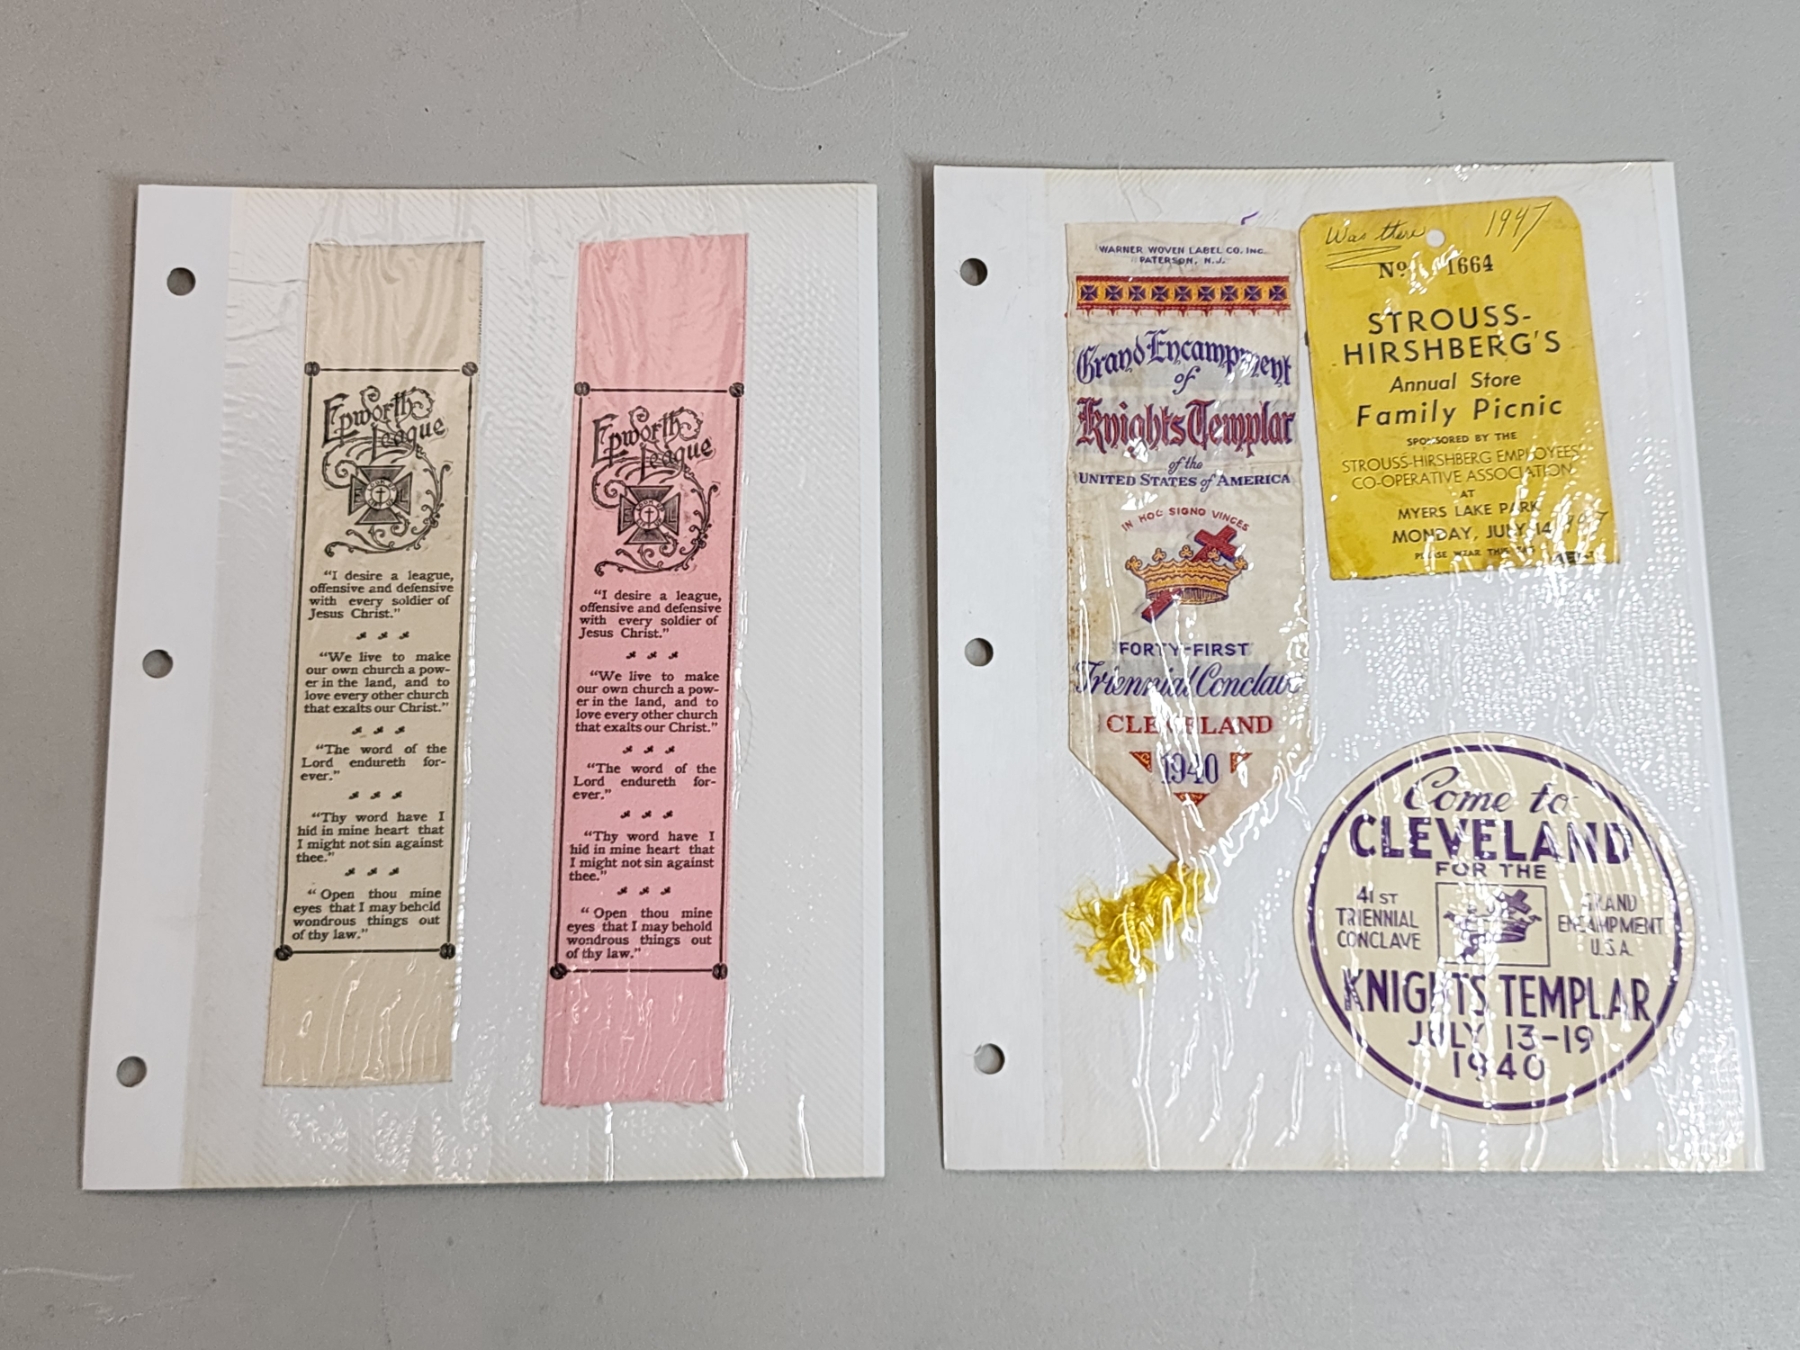 Epworth
League
"I desire a league,
offensive and defensive
with every soldier of
Jesus Christ."
"We live to make
our own church a pow-
er in the land, and to
love every other church
that exalts our Christ."
"The word of the
Lord endureth for-
ever."
"Thy word have I
hid in mine heart that
I might not sin against
thee."
"Open thou mine
eyes that I may behold
wondrous things out
of thy law."
Epworth
League
"I desire a league,
offensive and defensive
with every soldier of
Jesus Christ."
"We live to make
our own church a pow-
er in the land, and to
love every other church
that exalts our Christ."
"The word of the
Lord endureth for-
ever."
"Thy word have I
hid in mine heart that
I might not sin against
thee."
"Open thou mine
eyes that I may behold
wondrous things out
of thy law."
WARNER WOVEN LABEL CO. INC.
PATERSON, N.J.
Grand Encampment
of
Knights Templar
of the
UNITED STATES of AMERICA
IN HOC SIGNO VINCES
FORTY-FIRST
Triennial Conclave
CLEVELAND
1940
Was there 1947
No 1664
STROUSS-
HIRSHBERG'S
Annual Store
Family Picnic
SPONSORED BY THE
STROUSS-HIRSHBERG EMPLOYEES'
CO-OPERATIVE ASSOCIATION
AT
MYERS LAKE PARK
MONDAY, JULY 14 1947
PLEASE WEAR THIS
Come to
CLEVELAND
FOR THE
41ST
TRIENNIAL
CONCLAVE
GRAND
ENCAMPMENT
U.S.A.
KNIGHTS TEMPLAR
JULY 13-19
1940